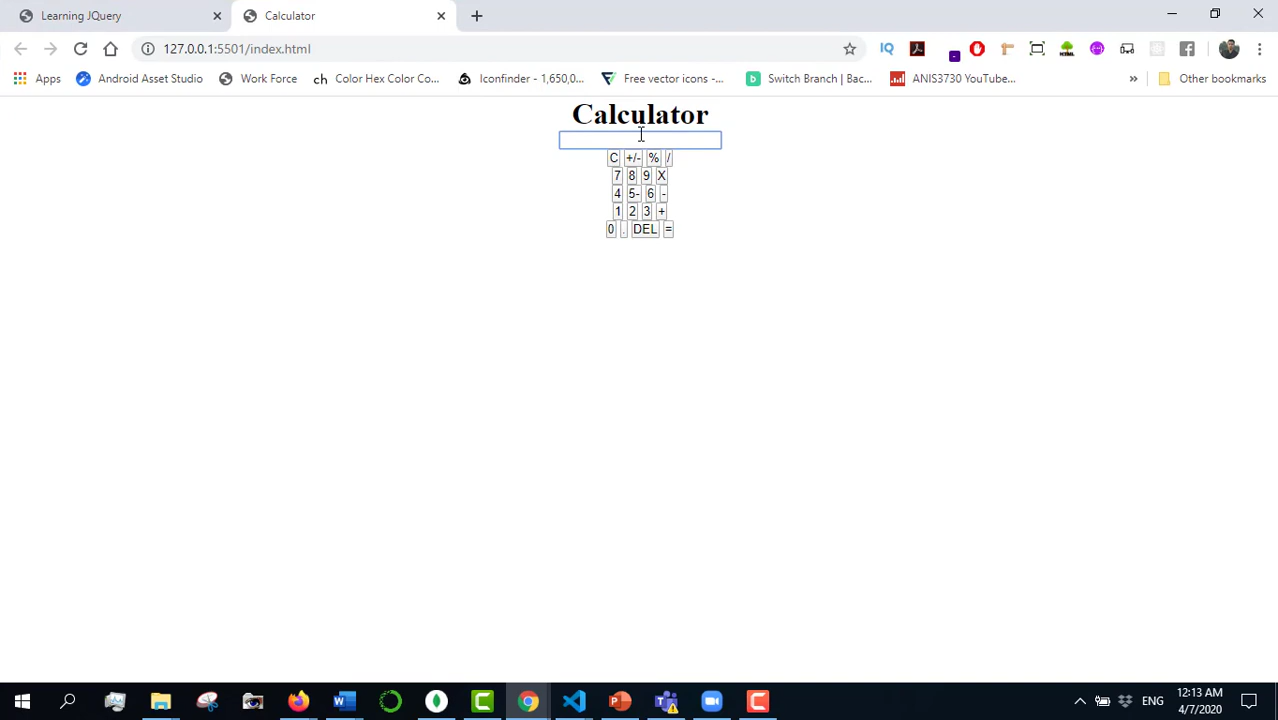 Learning JQuery
Calculator
127.0.0.1:5501/index.html
Apps Android Asset Studio Work Force Color Hex Color Co... Iconfinder - 1,650,0... Free vector icons -... Switch Branch | Bac... ANIS3730 YouTube... » Other bookmarks
Calculator
C +/- % /
7 8 9 X
4 5- 6 -
1 2 3 +
0 . DEL =
ENG
12:13 AM
4/7/2020